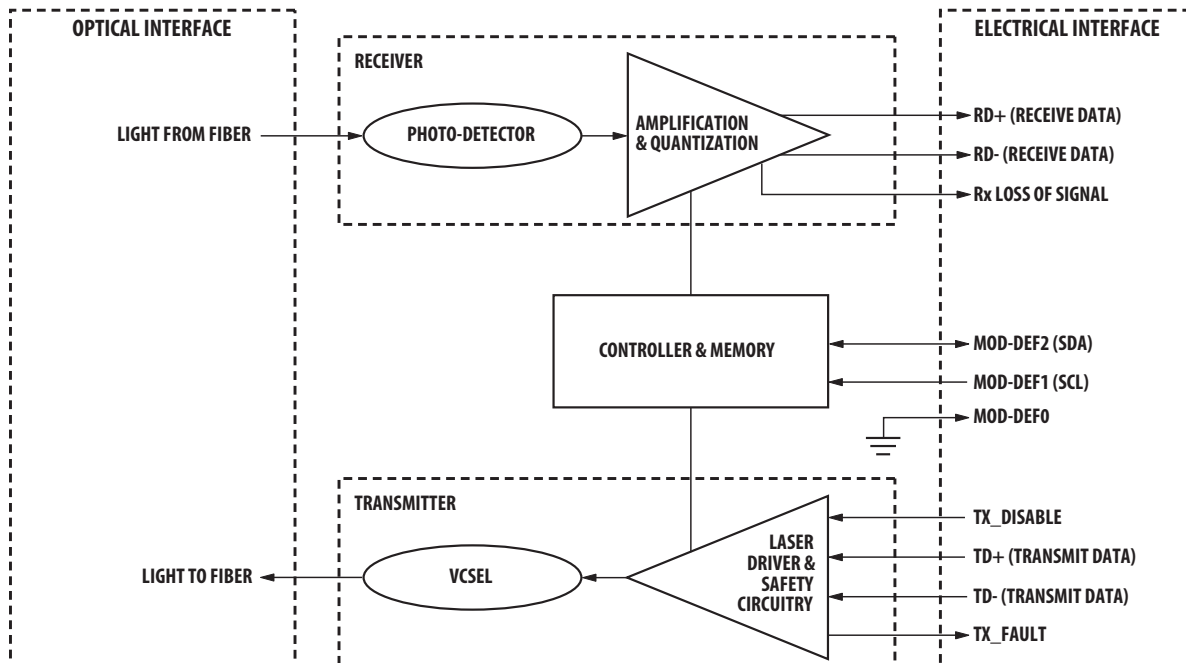 OPTICAL INTERFACE
ELECTRICAL INTERFACE
RECEIVER
LIGHT FROM FIBER
PHOTO-DETECTOR
AMPLIFICATION
& QUANTIZATION
RD+ (RECEIVE DATA)
RD- (RECEIVE DATA)
Rx LOSS OF SIGNAL
CONTROLLER & MEMORY
MOD-DEF2 (SDA)
MOD-DEF1 (SCL)
MOD-DEF0
TRANSMITTER
LIGHT TO FIBER
VCSEL
LASER
DRIVER &
SAFETY
CIRCUITRY
TX_DISABLE
TD+ (TRANSMIT DATA)
TD- (TRANSMIT DATA)
TX_FAULT